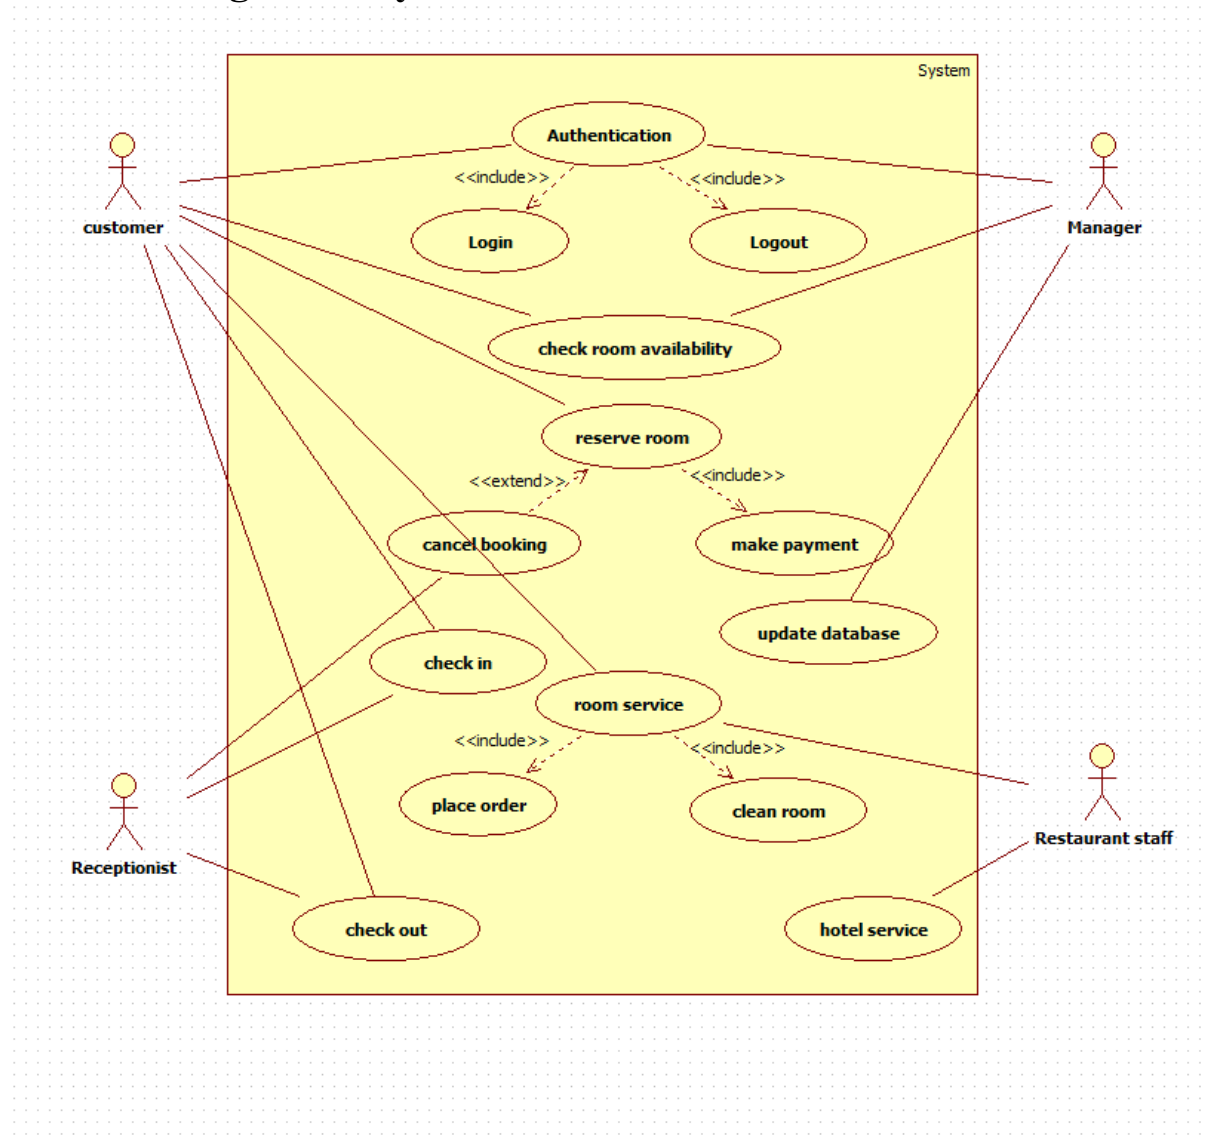 System
Authentication
<<include>>
<<include>>
Login
Logout
customer
Manager
check room availability
reserve room
<<extend>>
<<include>>
cancel booking
make payment
update database
check in
room service
<<include>>
<<include>>
place order
clean room
Receptionist
Restaurant staff
check out
hotel service